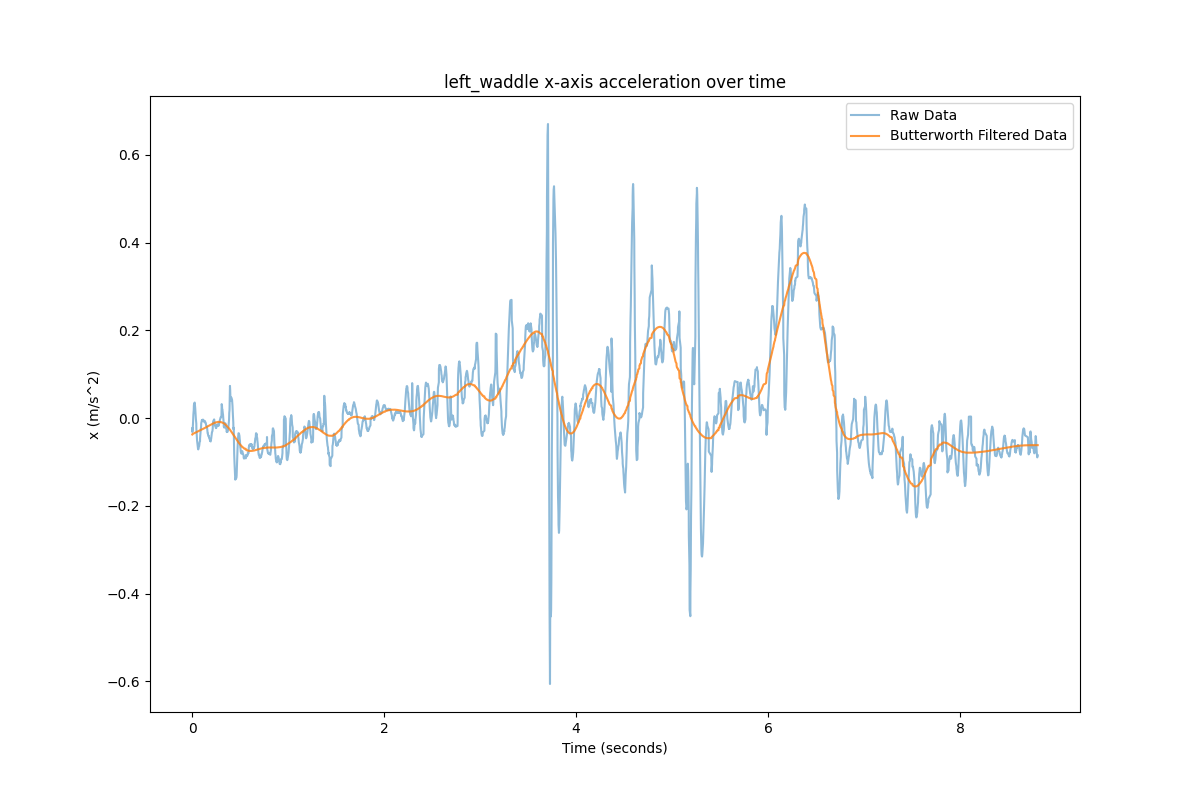 left_waddle x-axis acceleration over time
Raw Data
Butterworth Filtered Data
x (m/s^2)
0.6
0.4
0.2
0.0
−0.2
−0.4
−0.6
0 2 4 6 8
Time (seconds)